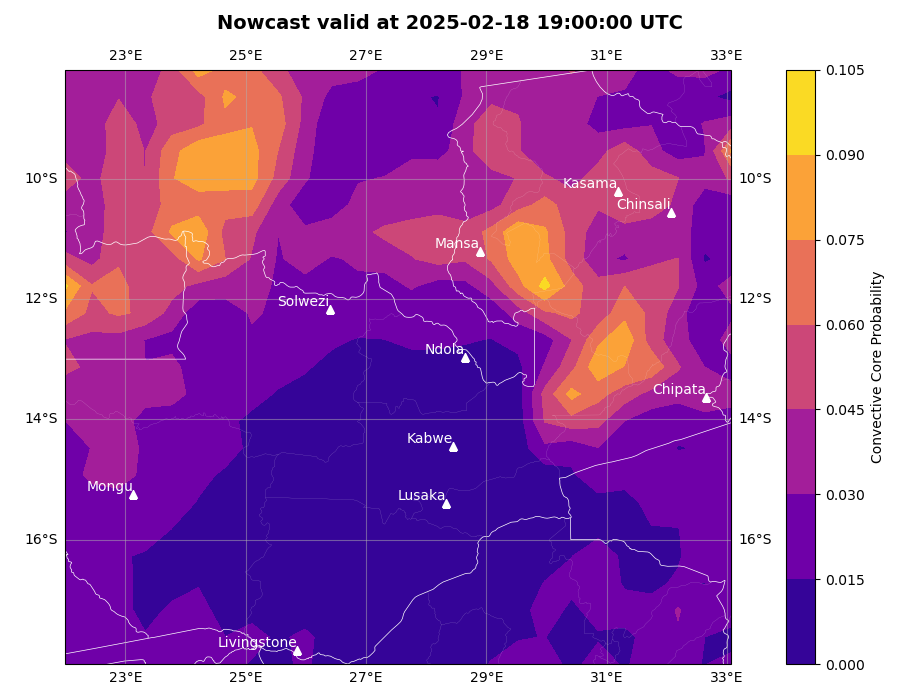 Nowcast valid at 2025-02-18 19:00:00 UTC
23°E 25°E 27°E 29°E 31°E 33°E
0.105
0.090
10°S Kasama 10°S
Chinsali
Mansa
0.075
12°S Solwezi 12°S
0.060
Ndola
Chipata
0.045
14°S 14°S
Kabwe
Mongu
Lusaka
0.030
16°S 16°S
0.015
Livingstone
0.000
23°E 25°E 27°E 29°E 31°E 33°E
Convective Core Probability